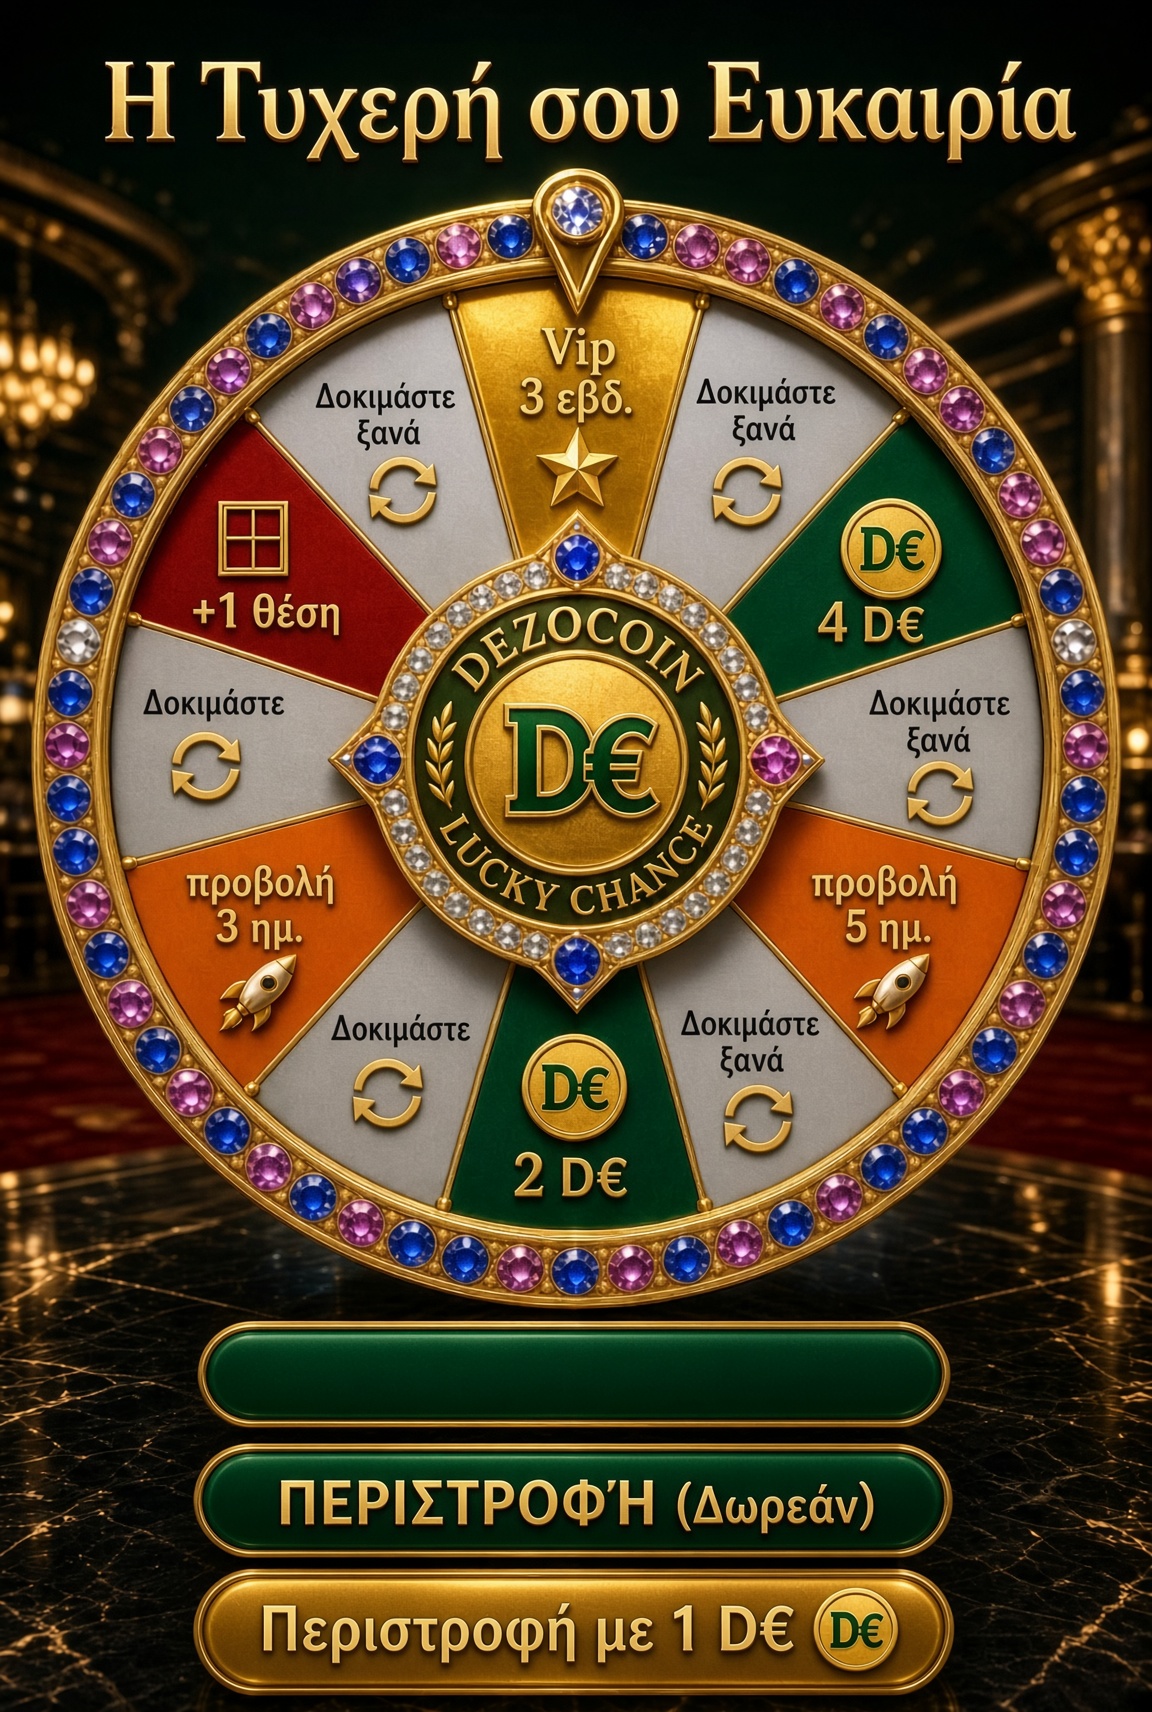 Η Τυχερή σου Ευκαιρία
Vip
3 εβδ.
Δοκιμάστε
ξανά
D€
4 D€
Δοκιμάστε
ξανά
προβολή
5 ημ.
Δοκιμάστε
ξανά
D€
2 D€
Δοκιμάστε
προβολή
3 ημ.
Δοκιμάστε
+1 θέση
Δοκιμάστε
ξανά
DEZOCOIN
D€
LUCKY CHANCE
ΠΕΡΙΣΤΡΟΦΉ (Δωρεάν)
Περιστροφή με 1 D€ D€